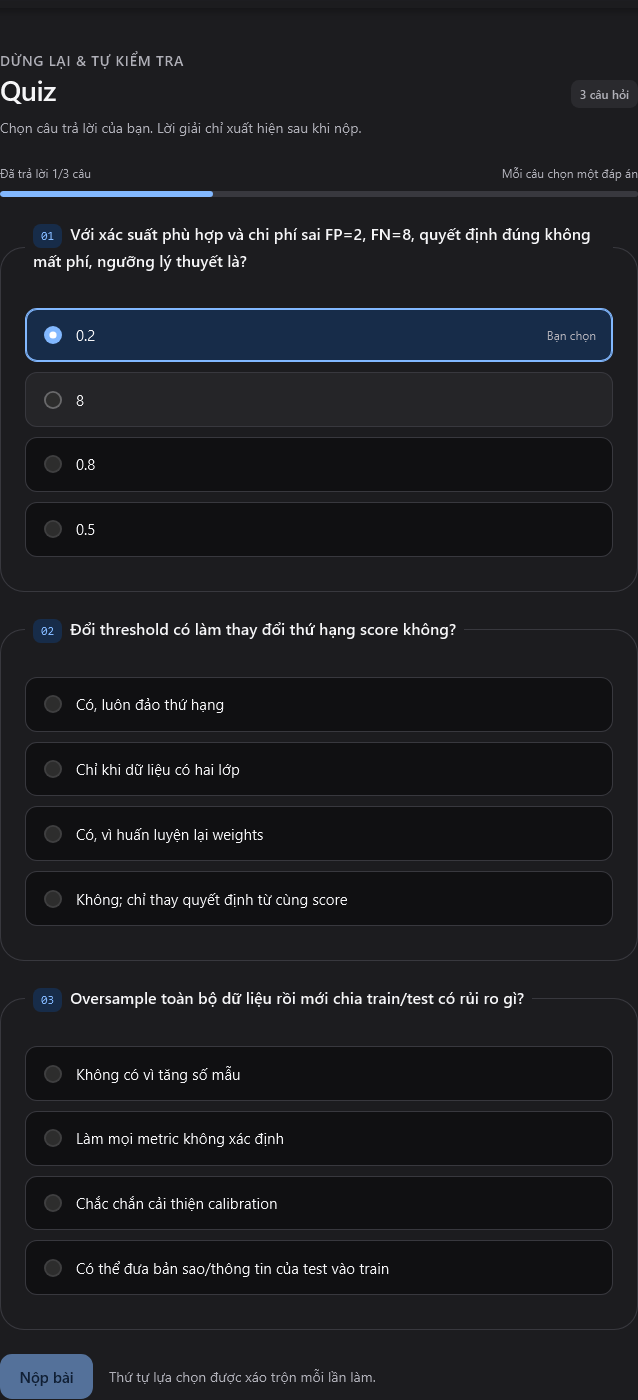 DỪNG LẠI & TỰ KIỂM TRA
Quiz
3 câu hỏi
Chọn câu trả lời của bạn. Lời giải chỉ xuất hiện sau khi nộp.
Đã trả lời 1/3 câu
Mỗi câu chọn một đáp án
01 Với xác suất phù hợp và chi phí sai FP=2, FN=8, quyết định đúng không
mất phí, ngưỡng lý thuyết là?
0.2
Bạn chọn
8
0.8
0.5
02 Đổi threshold có làm thay đổi thứ hạng score không?
Có, luôn đảo thứ hạng
Chỉ khi dữ liệu có hai lớp
Có, vì huấn luyện lại weights
Không; chỉ thay quyết định từ cùng score
03 Oversample toàn bộ dữ liệu rồi mới chia train/test có rủi ro gì?
Không có vì tăng số mẫu
Làm mọi metric không xác định
Chắc chắn cải thiện calibration
Có thể đưa bản sao/thông tin của test vào train
Nộp bài
Thứ tự lựa chọn được xáo trộn mỗi lần làm.